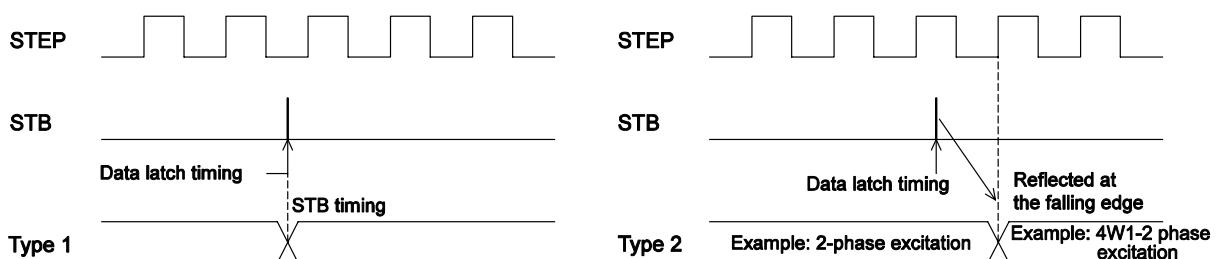 STEP
STB
Data latch timing
STB timing
Type 1
STEP
STB
Data latch timing
Reflected at
the falling edge
Type 2
Example: 2-phase excitation
Example: 4W1-2 phase
excitation